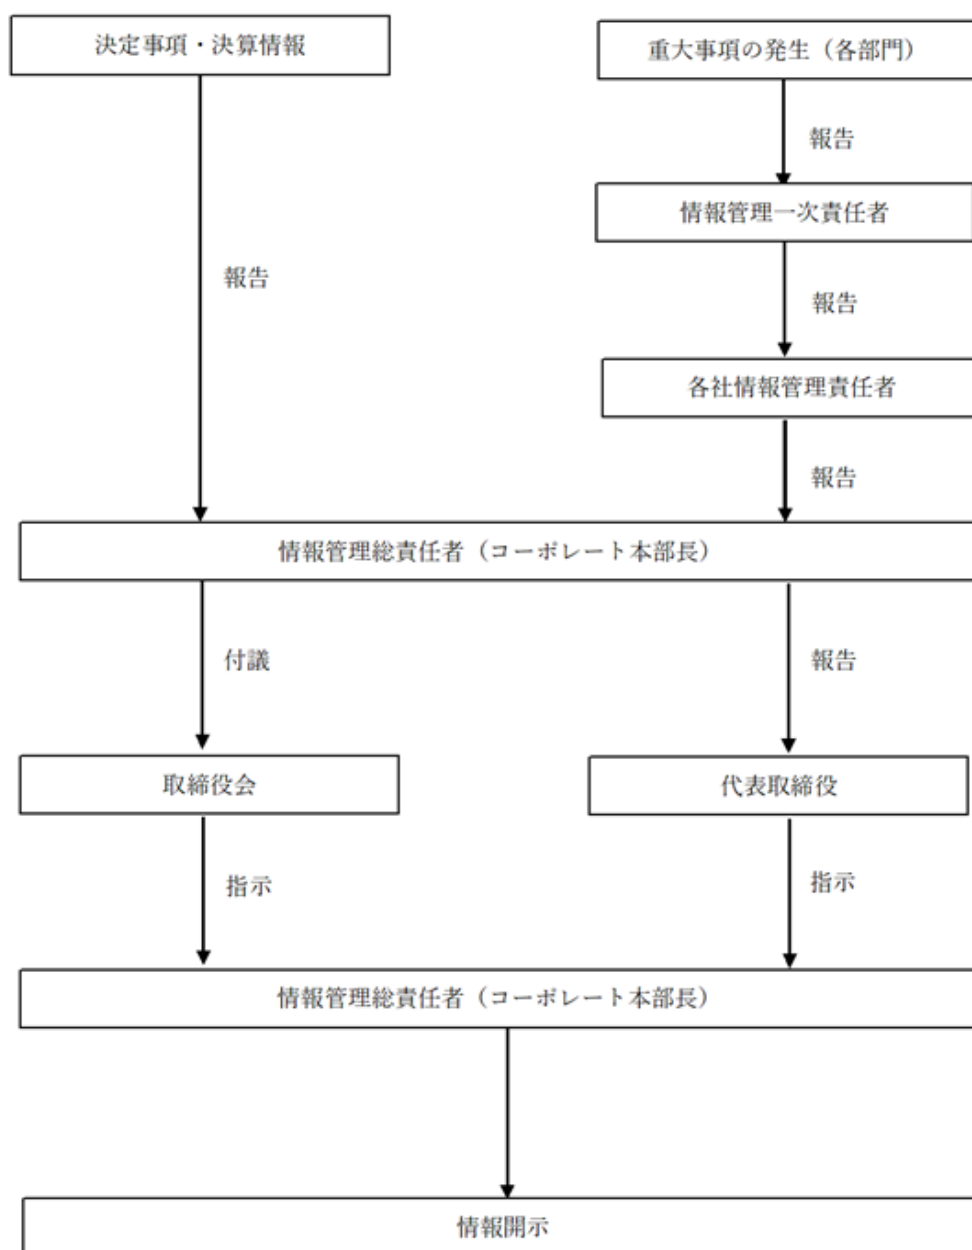 決定事項・決算情報
重大事項の発生（各部門）
報告
情報管理一次責任者
報告
報告
各社情報管理責任者
報告
情報管理総責任者（コーポレート本部長）
付議
報告
取締役会
代表取締役
指示
指示
情報管理総責任者（コーポレート本部長）
情報開示